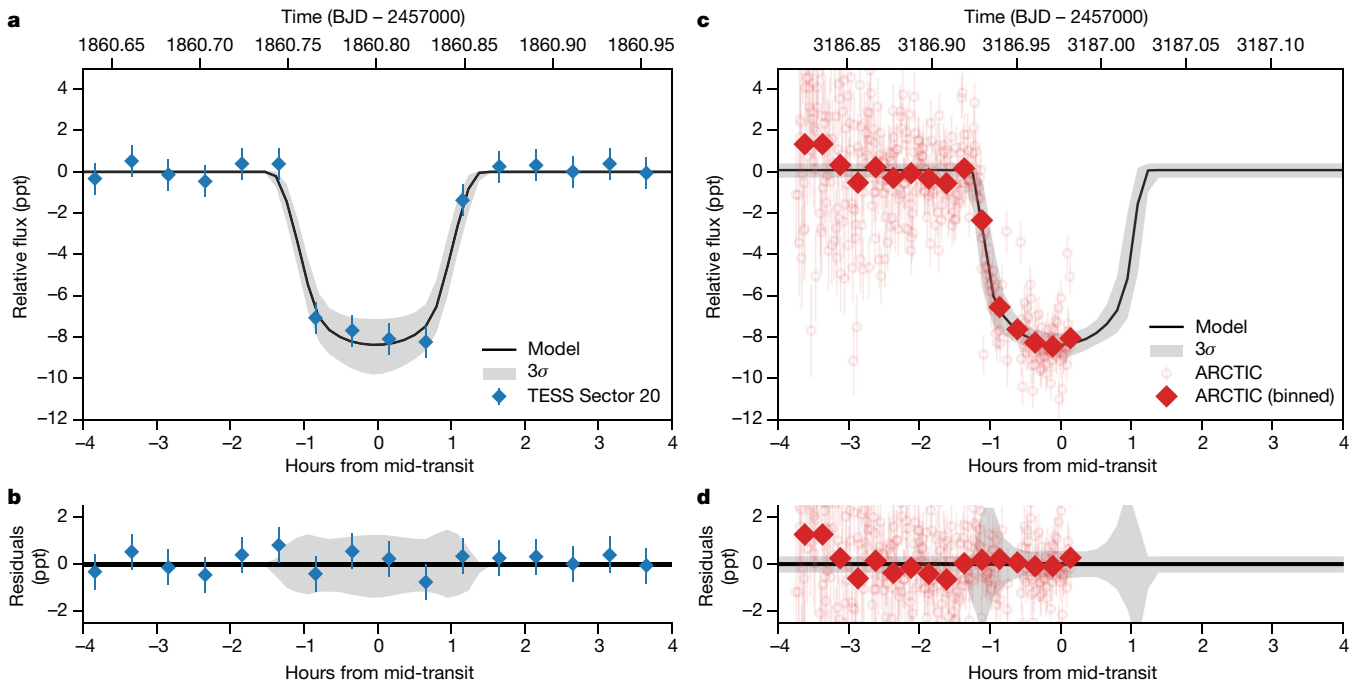 a
Time (BJD – 2457000)
1860.65 1860.70 1860.75 1860.80 1860.85 1860.90 1860.95
4
2
0
−2
−4
−6
−8
−10
−12
Relative flux (ppt)
Model
3σ
TESS Sector 20
−4 −3 −2 −1 0 1 2 3 4
Hours from mid-transit
b
2
0
−2
Residuals
(ppt)
−4 −3 −2 −1 0 1 2 3 4
Hours from mid-transit
c
Time (BJD – 2457000)
3186.85 3186.90 3186.95 3187.00 3187.05 3187.10
4
2
0
−2
−4
−6
−8
−10
−12
Relative flux (ppt)
Model
3σ
ARCTIC
ARCTIC (binned)
−4 −3 −2 −1 0 1 2 3 4
Hours from mid-transit
d
2
0
−2
Residuals
(ppt)
−4 −3 −2 −1 0 1 2 3 4
Hours from mid-transit